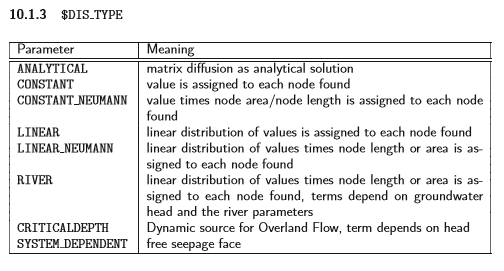 10.1.3 $DIS_TYPE
Parameter Meaning
ANALYTICAL matrix diffusion as analytical solution
CONSTANT value is assigned to each node found
CONSTANT_NEUMANN value times node area/node length is assigned to each node
found
LINEAR linear distribution of values is assigned to each node found
LINEAR_NEUMANN linear distribution of values times node length or area is as-
signed to each node found
RIVER linear distribution of values times node length or area is as-
signed to each node found, terms depend on groundwater
head and the river parameters
CRITICALDEPTH Dynamic source for Overland Flow, term depends on head
SYSTEM_DEPENDENT free seepage face